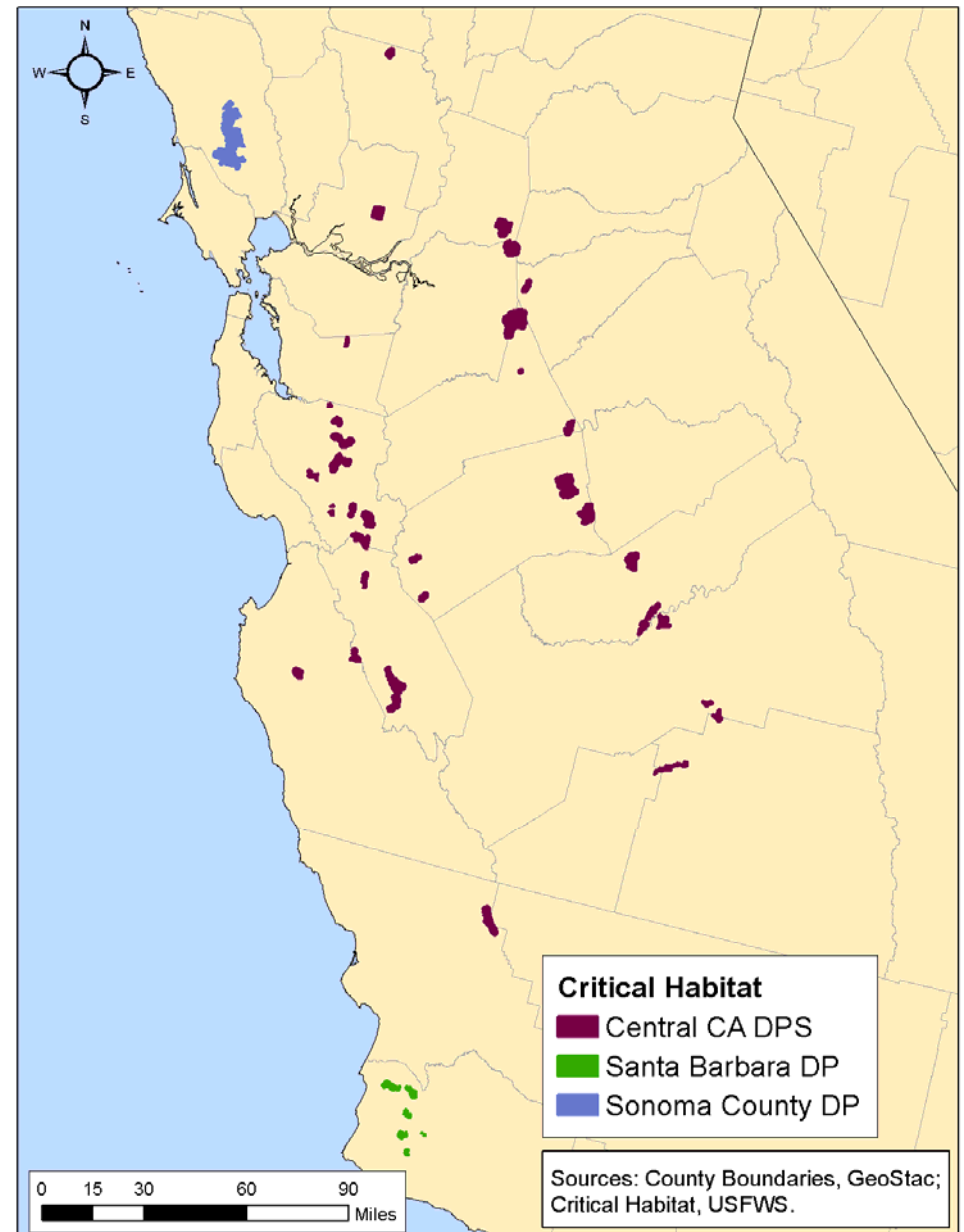 N
W E
S
Critical Habitat
Central CA DPS
Santa Barbara DP
Sonoma County DP
Sources: County Boundaries, GeoStac;
Critical Habitat, USFWS.
0 15 30 60 90
Miles